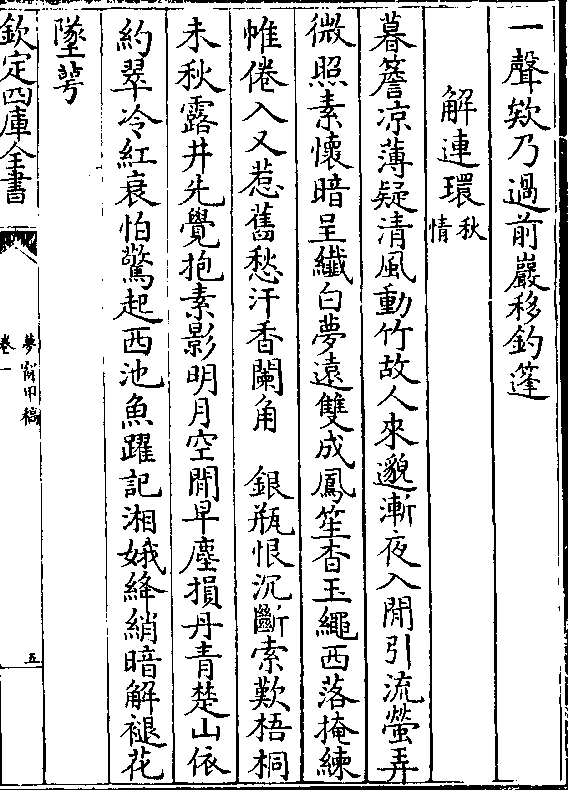 一聲欸乃過前巖移釣篷
解連環秋情
暮簷凉薄疑清風動竹故人來邈漸夜入閒引流螢弄
微照素懷暗呈纖白夢遠雙成鳳笙杳玉繩西落掩練
帷倦入又惹舊愁汗香闌角　銀瓶恨沉斷索歎梧桐
未秋露井先覺抱素影明月空閒早塵損丹青楚山依
約翠冷紅衰怕驚起西池魚躍記湘娥絳綃暗解褪花
墜萼
欽定四庫全書
夢窗甲稿
卷一
五